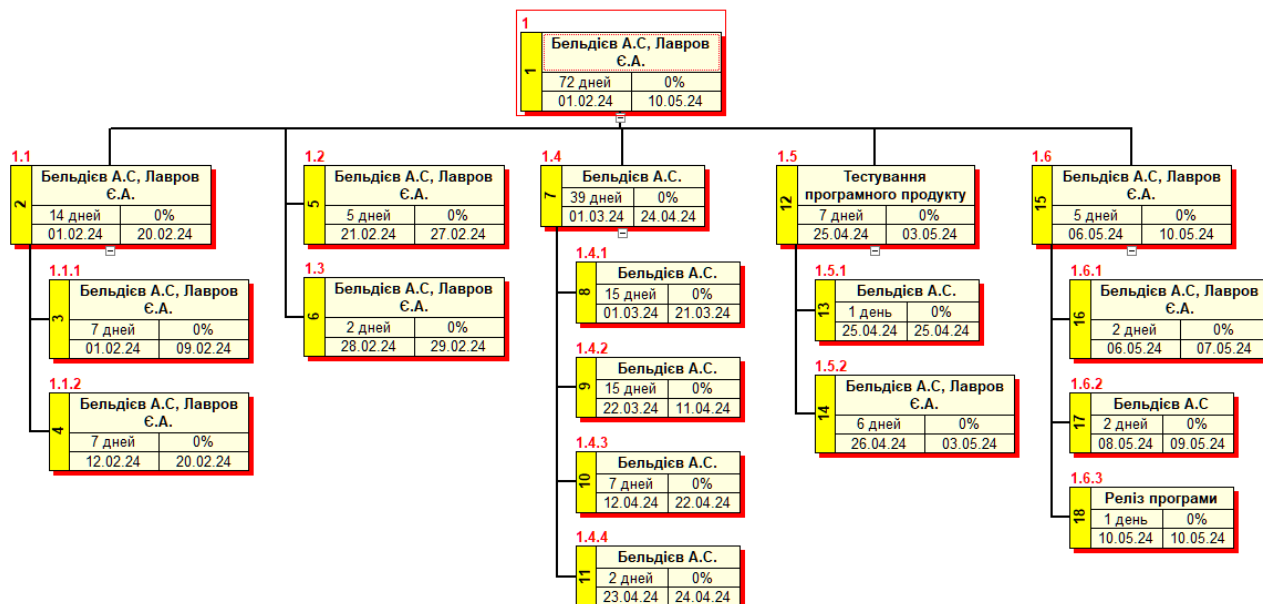 1
Бельдієв А.С, Лавров
Є.А.
1
72 дней 0%
01.02.24 10.05.24
1.1
Бельдієв А.С, Лавров
Є.А.
2
14 дней 0%
01.02.24 20.02.24
1.1.1
Бельдієв А.С, Лавров
Є.А.
3
7 дней 0%
01.02.24 09.02.24
1.1.2
Бельдієв А.С, Лавров
Є.А.
4
7 дней 0%
12.02.24 20.02.24
1.2
Бельдієв А.С, Лавров
Є.А.
5
5 дней 0%
21.02.24 27.02.24
1.3
Бельдієв А.С, Лавров
Є.А.
6
2 дней 0%
28.02.24 29.02.24
1.4
Бельдієв А.С.
7
39 дней 0%
01.03.24 24.04.24
1.4.1
Бельдієв А.С.
8
15 дней 0%
01.03.24 21.03.24
1.4.2
Бельдієв А.С.
9
15 дней 0%
22.03.24 11.04.24
1.4.3
Бельдієв А.С.
10
7 дней 0%
12.04.24 22.04.24
1.4.4
Бельдієв А.С.
11
2 дней 0%
23.04.24 24.04.24
1.5
Тестування
програмного продукту
12
7 дней 0%
25.04.24 03.05.24
1.5.1
Бельдієв А.С.
13
1 день 0%
25.04.24 25.04.24
1.5.2
Бельдієв А.С, Лавров
Є.А.
14
6 дней 0%
26.04.24 03.05.24
1.6
Бельдієв А.С, Лавров
Є.А.
15
5 дней 0%
06.05.24 10.05.24
1.6.1
Бельдієв А.С, Лавров
Є.А.
16
2 дней 0%
06.05.24 07.05.24
1.6.2
Бельдієв А.С
17
2 дней 0%
08.05.24 09.05.24
1.6.3
Реліз програми
18
1 день 0%
10.05.24 10.05.24